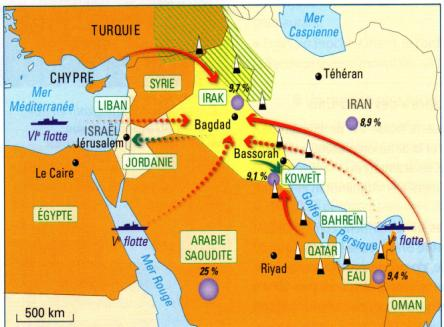 TURQUIE
Mer
Caspienne
CHYPRE
Téhéran
SYRIE
Mer
Méditerranée
LIBAN
IRAK
9,7 %
IRAN
8,9 %
VIe flotte
ISRAËL
Jérusalem
Bagdad
Bassorah
JORDANIE
Le Caire
9,1 %
KOWEÏT
ÉGYPTE
Golfe
Persique
BAHREÏN
Ve flotte
Ve flotte
Mer Rouge
ARABIE
SAOUDITE
25 %
Riyad
QATAR
EAU
9,4 %
OMAN
500 km